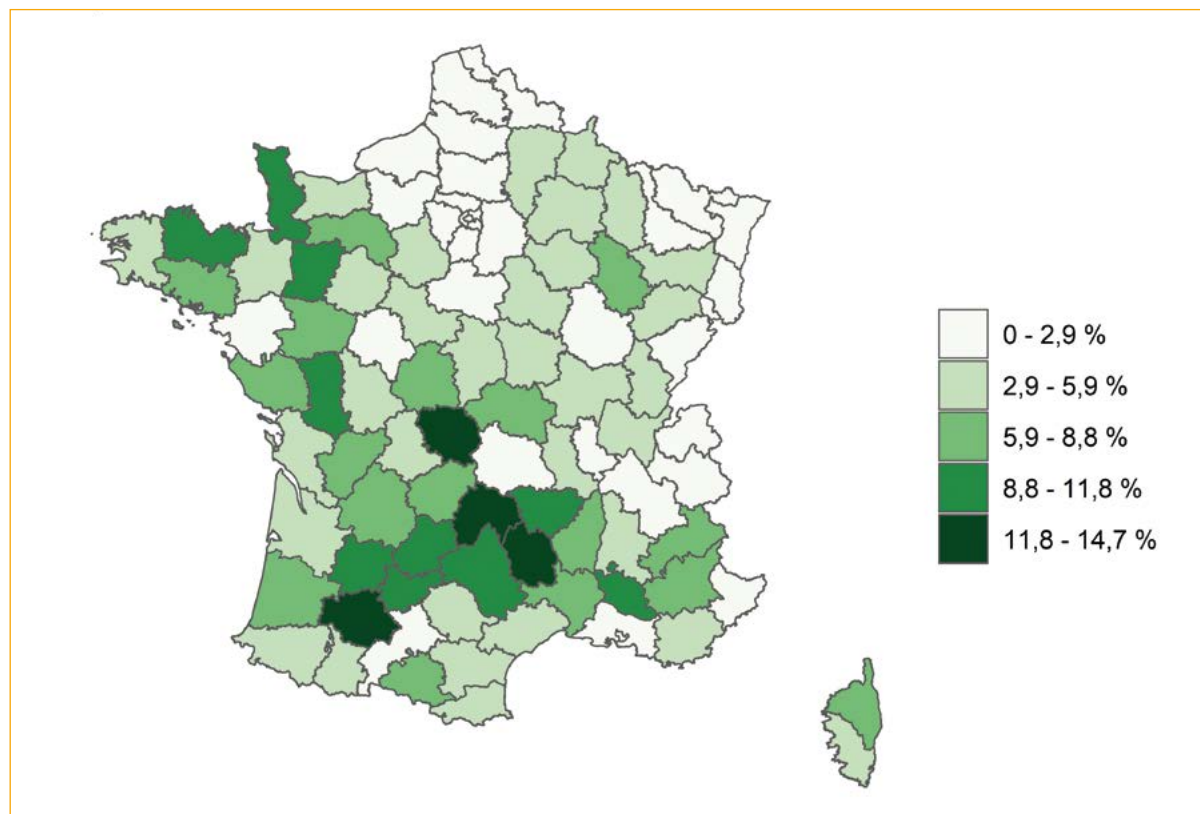 0 - 2,9 %
2,9 - 5,9 %
5,9 - 8,8 %
8,8 - 11,8 %
11,8 - 14,7 %